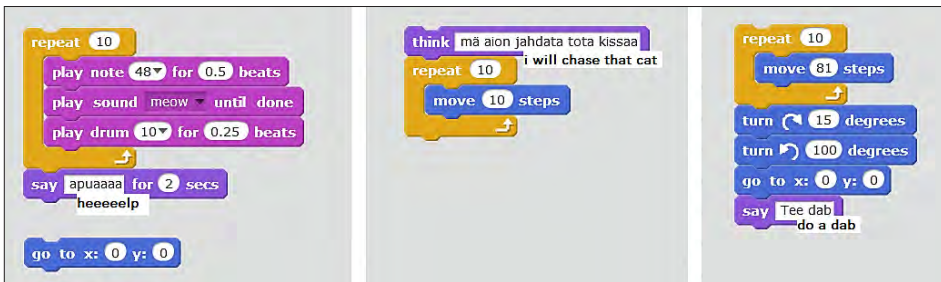 repeat 10
play note 48 for 0.5 beats
play sound meow until done
play drum 10 for 0.25 beats
say apuaaaa for 2 secs
heeeeelp
go to x: 0 y: 0
think mä aion jahdata tota kissaa
i will chase that cat
repeat 10
move 10 steps
repeat 10
move 81 steps
turn 15 degrees
turn 100 degrees
go to x: 0 y: 0
say Tee dab
do a dab